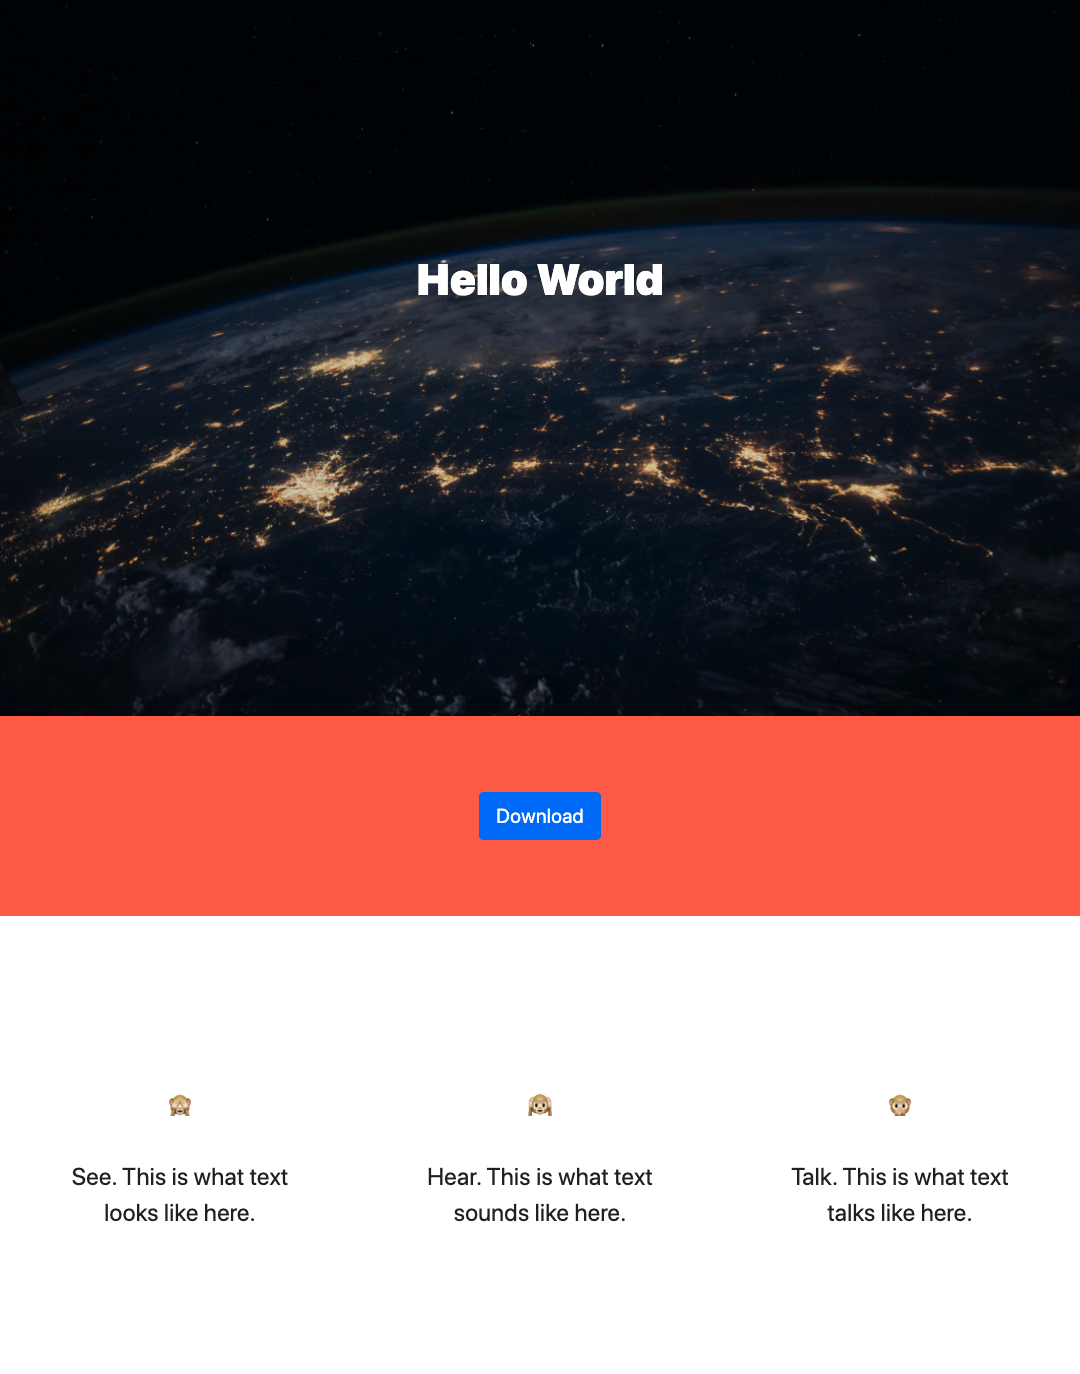 Hello World
Download
🙈
See. This is what text
looks like here.
🙉
Hear. This is what text
sounds like here.
🙊
Talk. This is what text
talks like here.